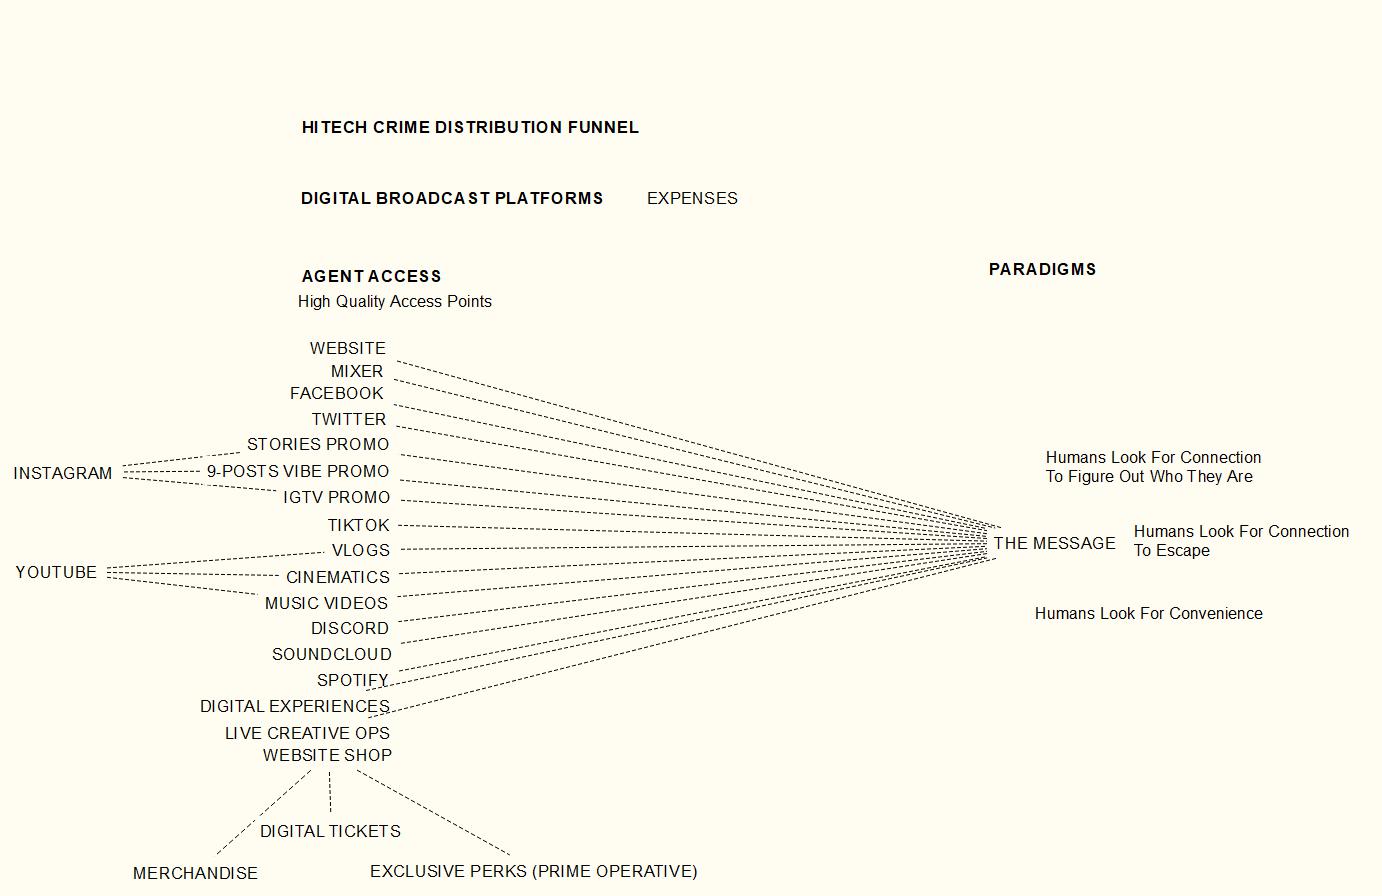 HITECH CRIME DISTRIBUTION FUNNEL
DIGITAL BROADCAST PLATFORMS EXPENSES
AGENT ACCESS
High Quality Access Points
PARADIGMS
WEBSITE
MIXER
FACEBOOK
TWITTER
STORIES PROMO
INSTAGRAM
9-POSTS VIBE PROMO
IGTV PROMO
TIKTOK
VLOGS
YOUTUBE
CINEMATICS
MUSIC VIDEOS
DISCORD
SOUNDCLOUD
SPOTIFY
DIGITAL EXPERIENCES
LIVE CREATIVE OPS
WEBSITE SHOP
DIGITAL TICKETS
MERCHANDISE
EXCLUSIVE PERKS (PRIME OPERATIVE)
Humans Look For Connection
To Figure Out Who They Are
THE MESSAGE
Humans Look For Connection
To Escape
Humans Look For Convenience